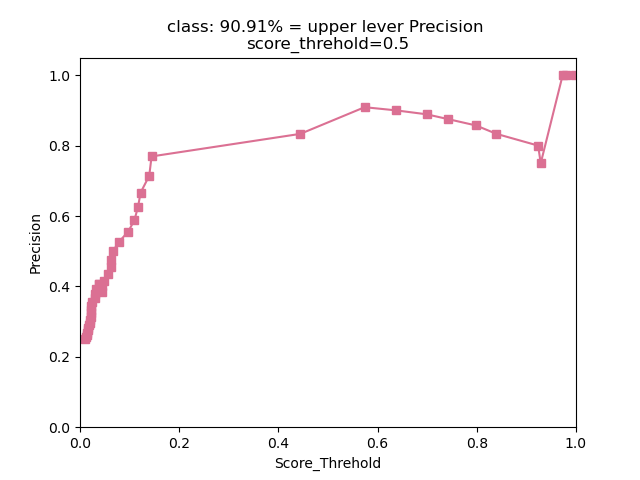 class: 90.91% = upper lever Precision
score_threhold=0.5
1.0
0.8
0.6
0.4
0.2
0.0
Precision
0.0 0.2 0.4 0.6 0.8 1.0
Score_Threhold